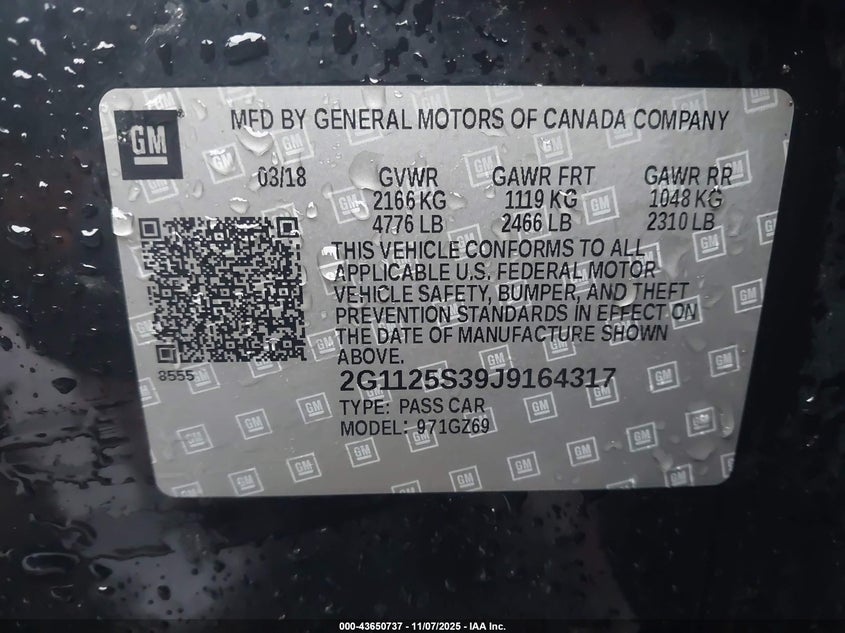 GM
MFD BY GENERAL MOTORS OF CANADA COMPANY
03/18 GVWR GAWR FRT GAWR RR
2166 KG 1119 KG 1048 KG
4776 LB 2466 LB 2310 LB
THIS VEHICLE CONFORMS TO ALL
APPLICABLE U.S. FEDERAL MOTOR
VEHICLE SAFETY, BUMPER, AND THEFT
PREVENTION STANDARDS IN EFFECT ON
THE DATE OF MANUFACTURE SHOWN
ABOVE.
8555
2G1125S39J9164317
TYPE: PASS CAR
MODEL: 971GZ69
000-43650737 - 11/07/2025 - IAA Inc.